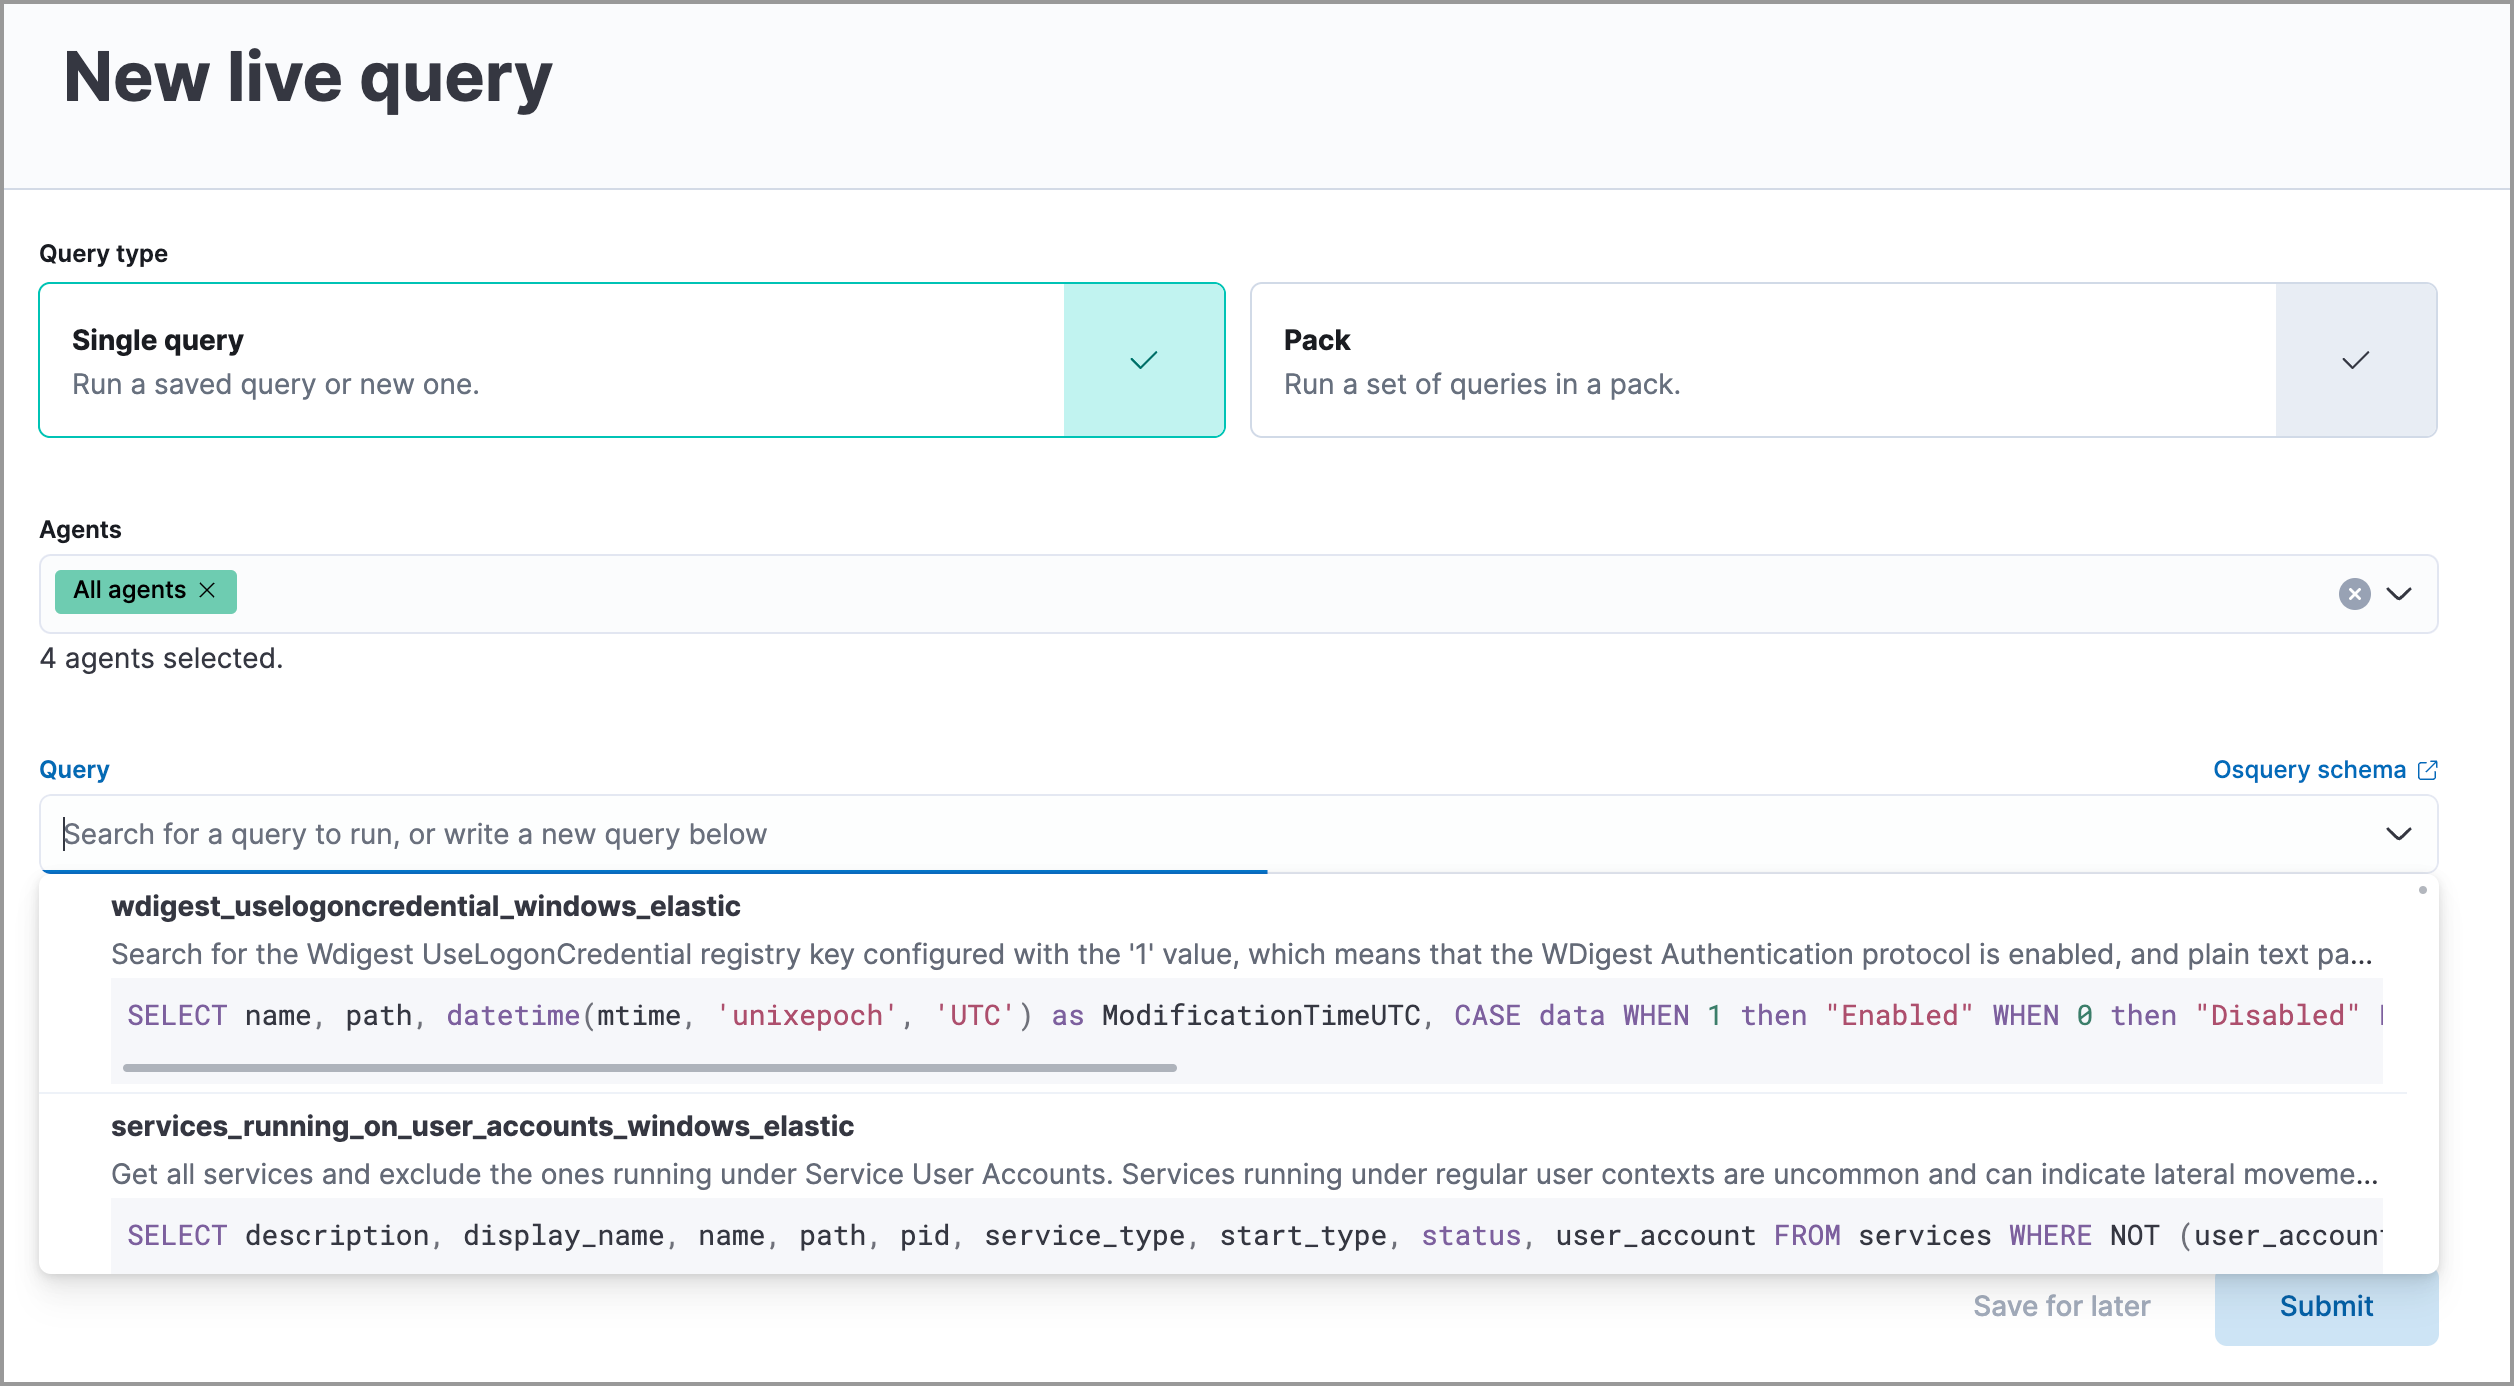 New live query
Query type
Single query
Run a saved query or new one.
Pack
Run a set of queries in a pack.
Agents
All agents
4 agents selected.
Query
Osquery schema
Search for a query to run, or write a new query below
wdigest_uselogoncredential_windows_elastic
Search for the Wdigest UseLogonCredential registry key configured with the '1' value, which means that the WDigest Authentication protocol is enabled, and plain text pa...
SELECT name, path, datetime(mtime, 'unixepoch', 'UTC') as ModificationTimeUTC, CASE data WHEN 1 then "Enabled" WHEN 0 then "Disabled"
services_running_on_user_accounts_windows_elastic
Get all services and exclude the ones running under Service User Accounts. Services running under regular user contexts are uncommon and can indicate lateral moveme...
SELECT description, display_name, name, path, pid, service_type, start_type, status, user_account FROM services WHERE NOT (user_account
Save for later
Submit